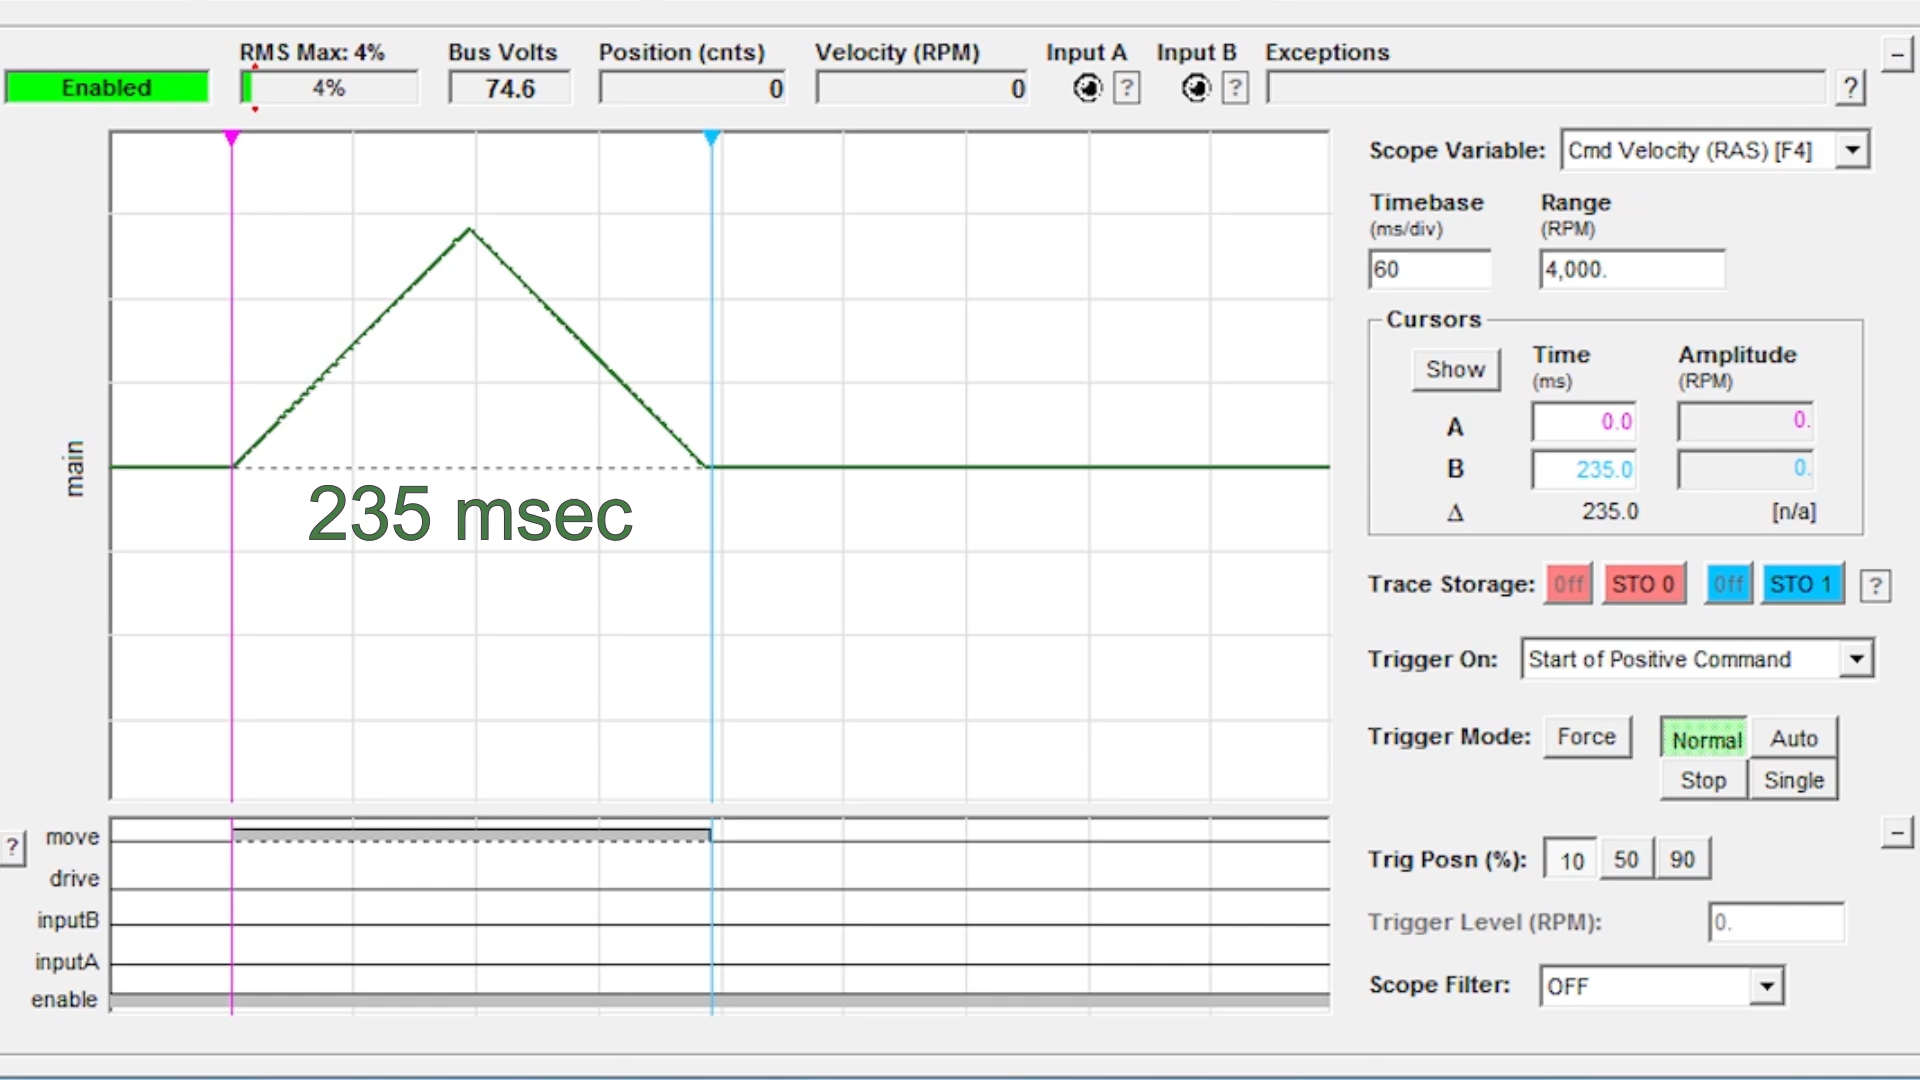 RMS Max: 4% Bus Volts Position (cnts) Velocity (RPM) Input A Input B Exceptions
Enabled 4% 74.6 0 0 ? ? ?
Scope Variable: Cmd Velocity (RAS) [F4]
Timebase Range
(ms/div) (RPM)
60 4,000.
Cursors
Show Time Amplitude
(ms) (RPM)
A 0.0 0.
B 235.0 0.
Δ 235.0 [n/a]
main
235 msec
Trace Storage: Off STO 0 Off STO 1 ?
Trigger On: Start of Positive Command
Trigger Mode: Force Normal Auto
Stop Single
? move
drive
inputB
inputA
enable
Trig Posn (%): 10 50 90
Trigger Level (RPM): 0.
Scope Filter: OFF